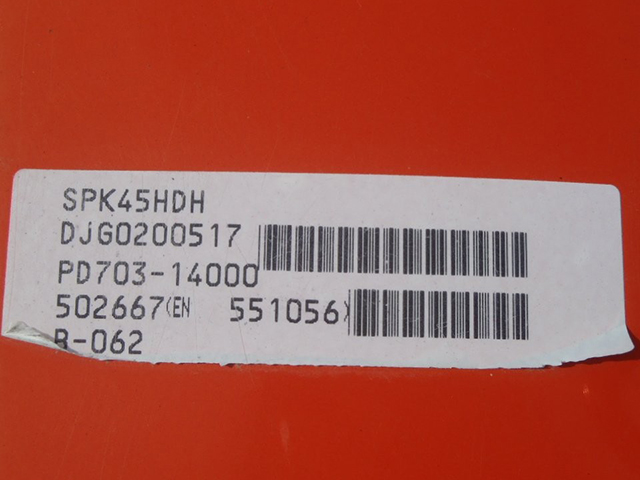 SPK45HDH
DJG0200517
PD703-14000
502667(EN 551056)
B-062